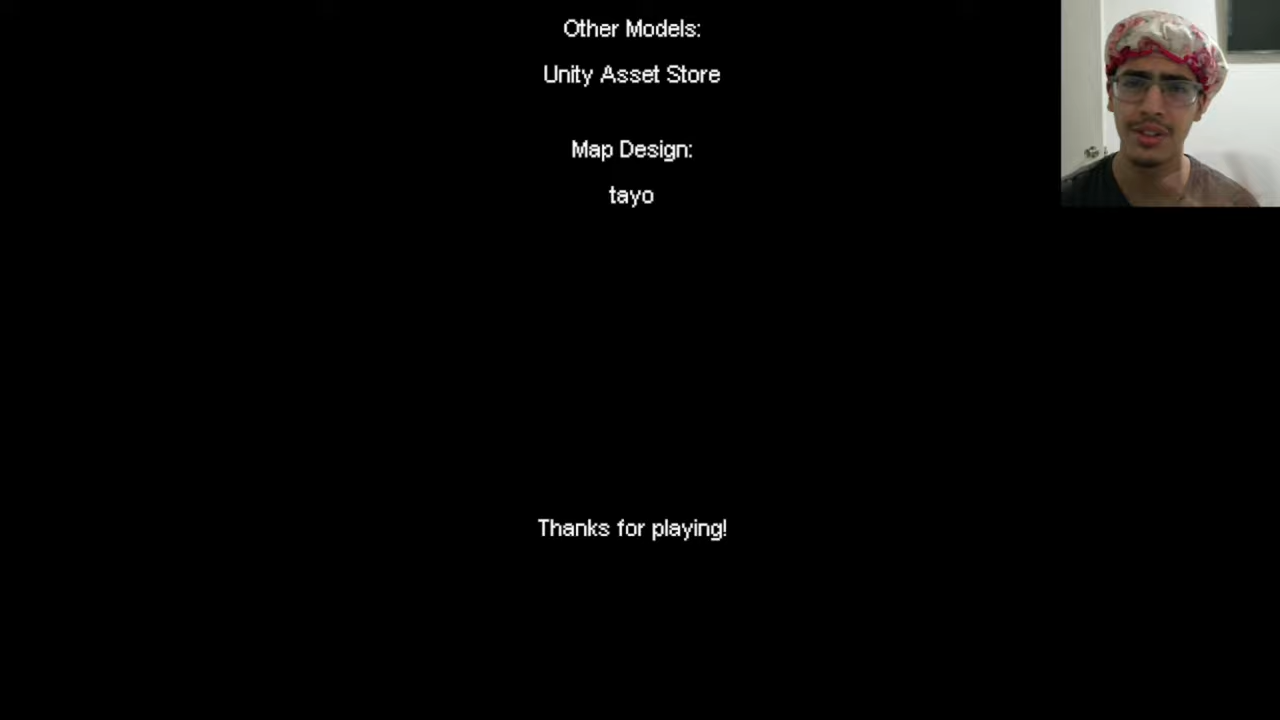 Other Models:
Unity Asset Store
Map Design:
tayo
Thanks for playing!